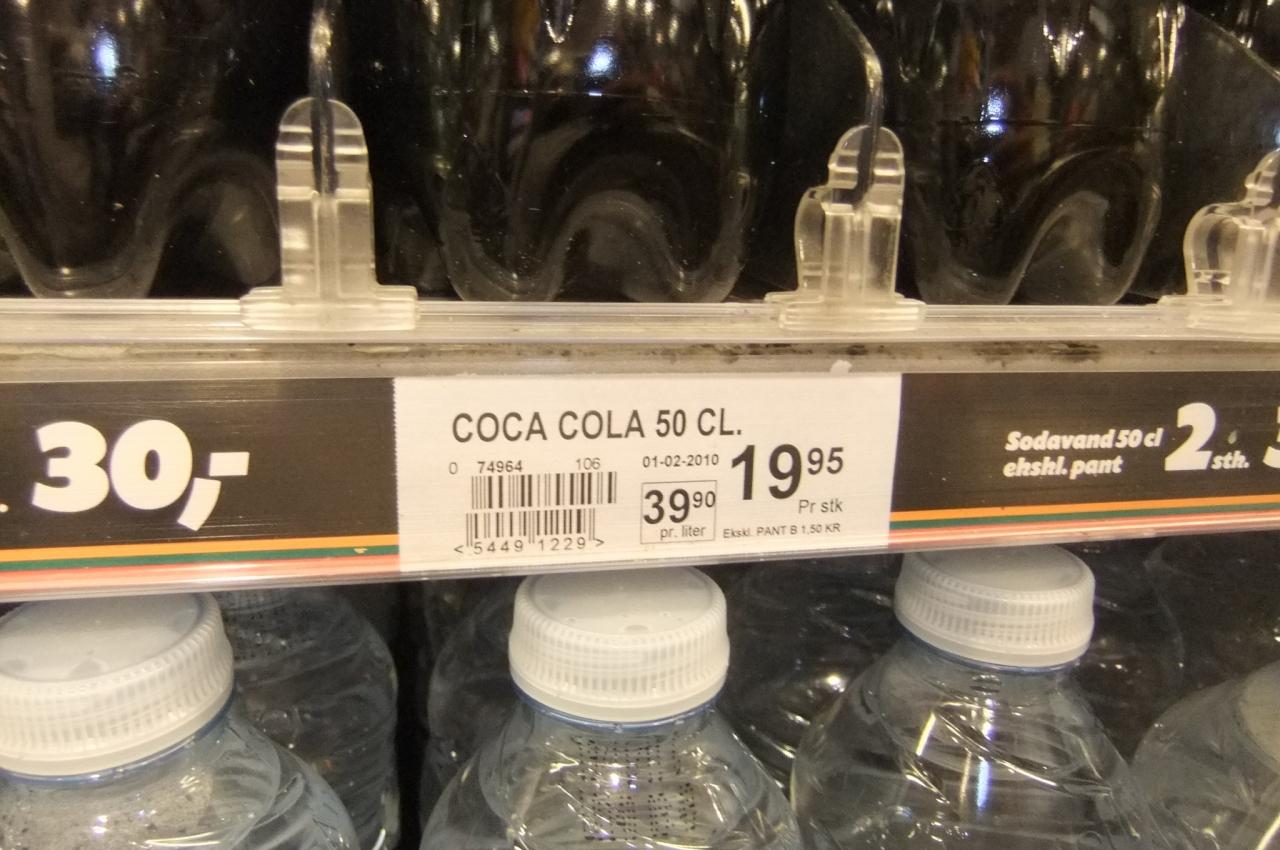 30,-
COCA COLA 50 CL.
0 74964 106
01-02-2010
19 95
39 90
pr. liter
Pr stk
Ekskl. PANT B 1,50 KR
< 5449 1229 >
Sodavand 50 cl
ekskl. pant
2 stk.